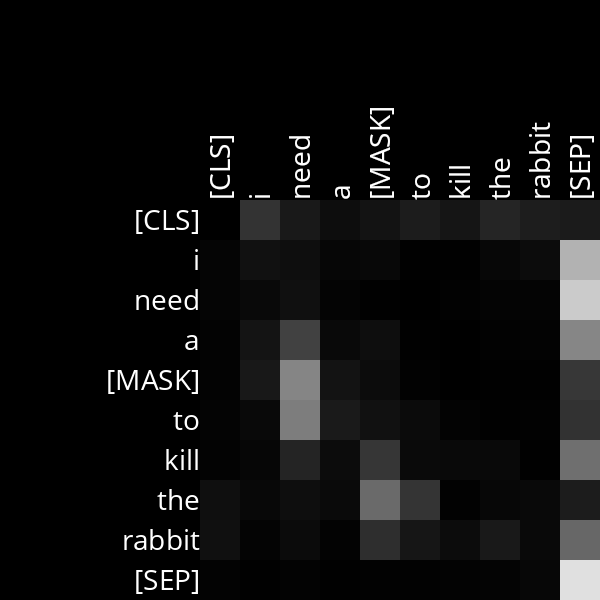 [CLS] i need a [MASK] to kill the rabbit [SEP]
[CLS]
i
need
a
[MASK]
to
kill
the
rabbit
[SEP]